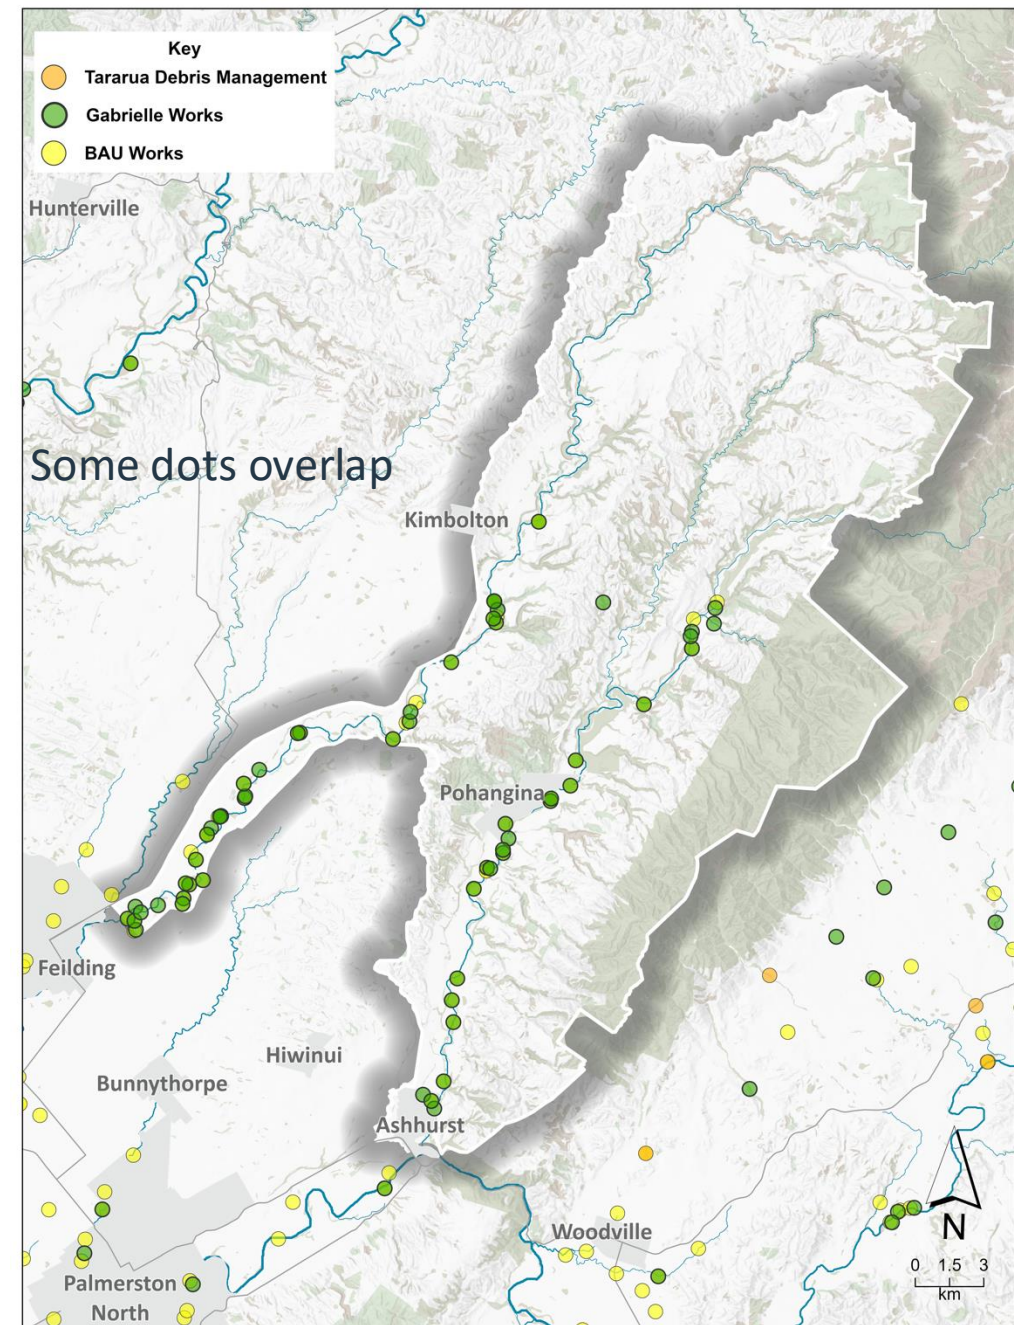 Key
Tararua Debris Management
Gabrielle Works
BAU Works
Hunterville
Some dots overlap
Kimbolton
Pohangina
Feilding
Hiwinui
Bunnythorpe
Ashhurst
Woodville
N
0 1.5 3
km
Palmerston
North